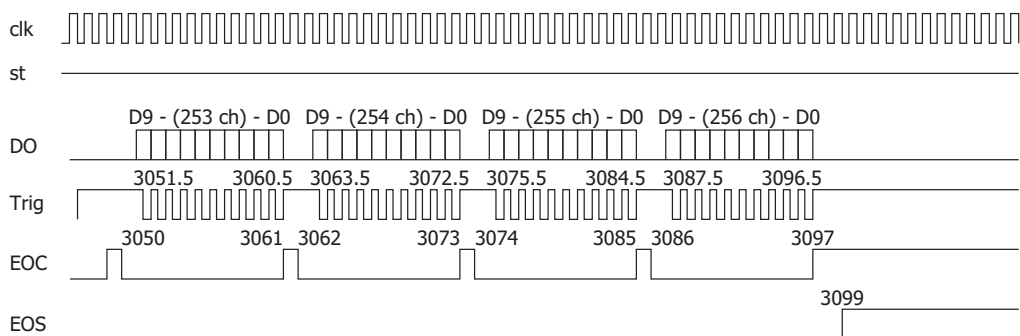 clk
st
D9 - (253 ch) - D0 D9 - (254 ch) - D0 D9 - (255 ch) - D0 D9 - (256 ch) - D0
DO
3051.5 3060.5 3063.5 3072.5 3075.5 3084.5 3087.5 3096.5
Trig
3050 3061 3062 3073 3074 3085 3086 3097
EOC
3099
EOS